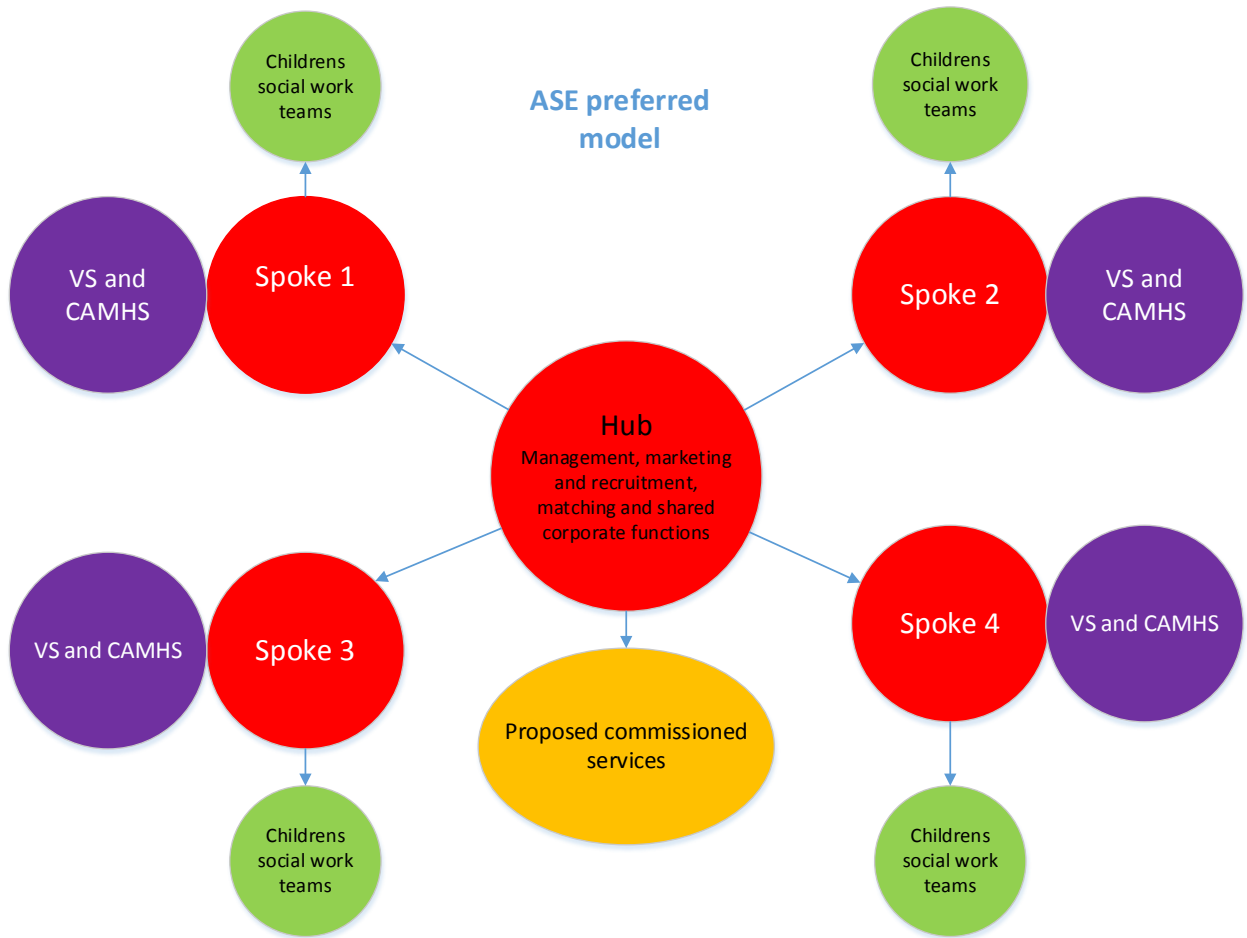 Childrens
social work
teams
ASE preferred
model
Childrens
social work
teams
VS and
CAMHS
Spoke 1
Spoke 2
VS and
CAMHS
Hub
Management, marketing
and recruitment,
matching and shared
corporate functions
VS and CAMHS
Spoke 3
Spoke 4
VS and CAMHS
Proposed commissioned
services
Childrens
social work
teams
Childrens
social work
teams